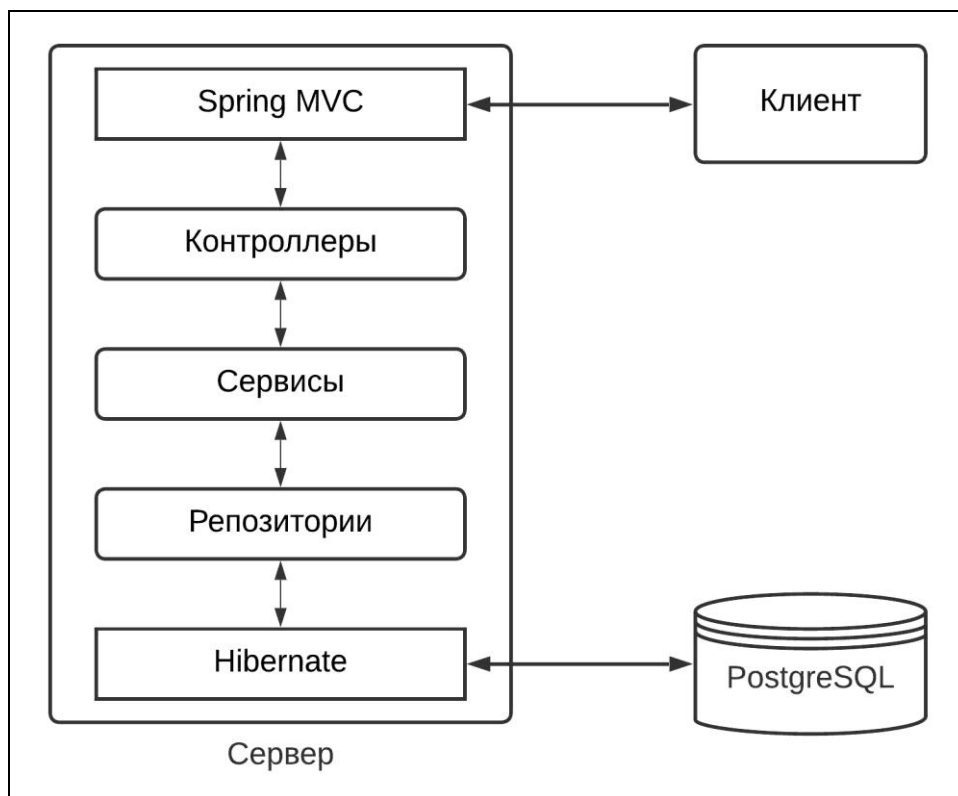 Spring MVC
Клиент
Контроллеры
Сервисы
Репозитории
Hibernate
PostgreSQL
Сервер